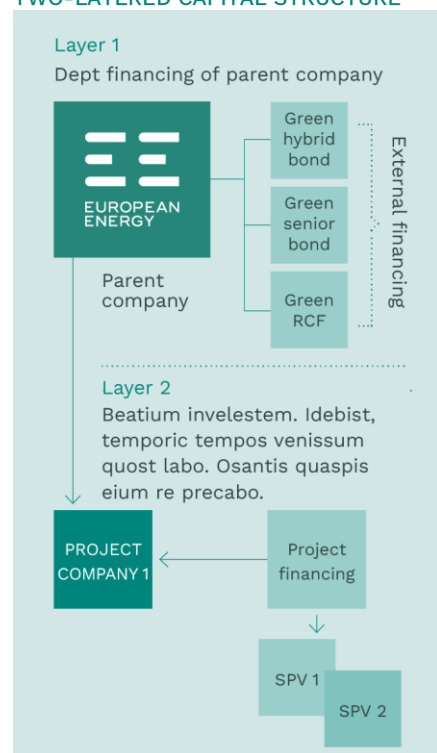 TWO-LAYERED CAPITAL STRUCTURE
Layer 1
Dept financing of parent company
EUROPEAN
ENERGY
Green
hybrid
bond
Green
senior
bond
Green
RCF
External financing
Parent
company
Layer 2
Beatium invelestem. Idebist,
temporic tempos venissum
quost labo. Osantis quaspis
eium re precabo.
PROJECT
COMPANY 1
Project
financing
SPV 1
SPV 2